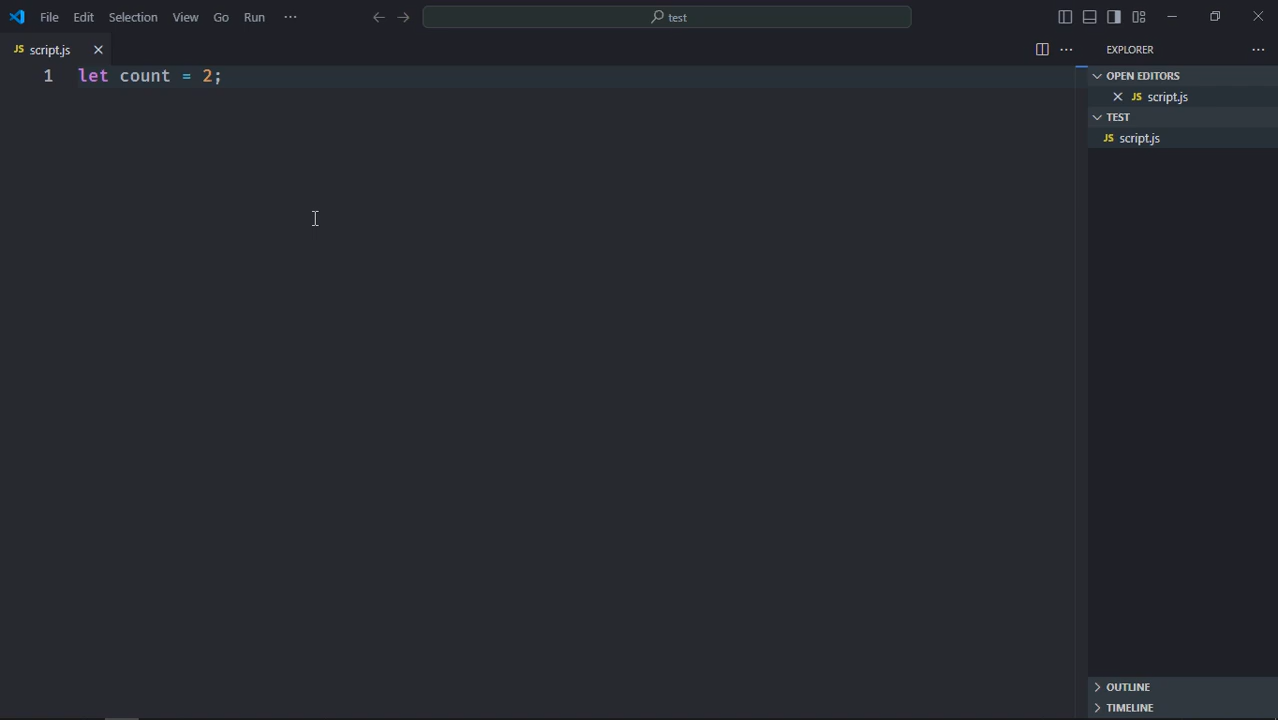 File Edit Selection View Go Run ··· test
JS script.js
EXPLORER ···
1 let count = 2;
OPEN EDITORS
JS script.js
TEST
JS script.js
OUTLINE
TIMELINE